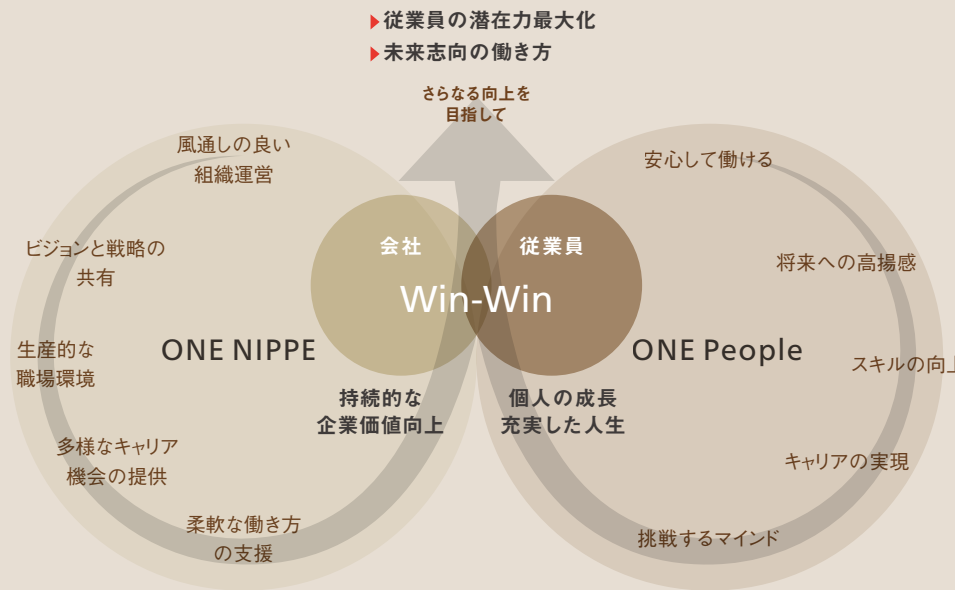 従業員の潜在力最大化
未来志向の働き方
さらなる向上を
目指して
風通しの良い
組織運営
ビジョンと戦略の
共有
生産的な
職場環境
多様なキャリア
機会の提供
柔軟な働き方
の支援
ONE NIPPE
会社
従業員
Win-Win
持続的な
企業価値向上
個人の成長
充実した人生
ONE People
安心して働ける
将来への高揚感
スキルの向上
キャリアの実現
挑戦するマインド